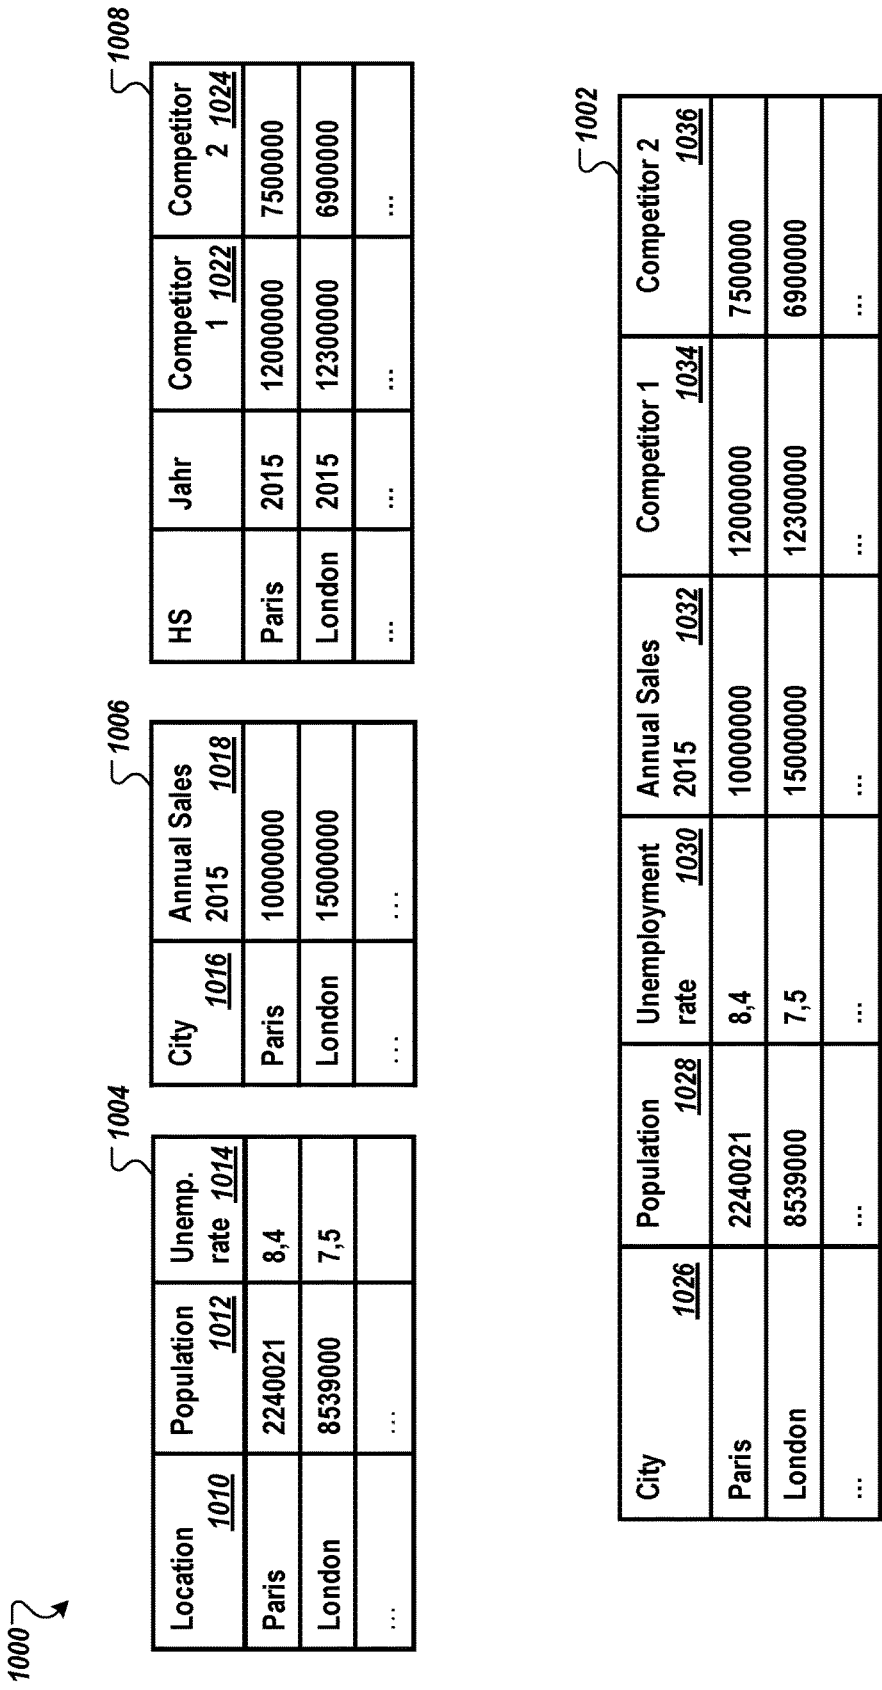 1000
1004
Location 1010 Population 1012 Unemp. rate 1014
Paris 2240021 8,4
London 8539000 7,5
... ...
1006
City 1016 Annual Sales 2015 1018
Paris 10000000
London 15000000
... ...
1008
HS Jahr Competitor 1 1022 Competitor 2 1024
Paris 2015 12000000 7500000
London 2015 12300000 6900000
... ... ... ...
1002
City 1026 Population 1028 Unemployment rate 1030 Annual Sales 2015 1032 Competitor 1 1034 Competitor 2 1036
Paris 2240021 8,4 10000000 12000000 7500000
London 8539000 7,5 15000000 12300000 6900000
... ... ... ... ... ...